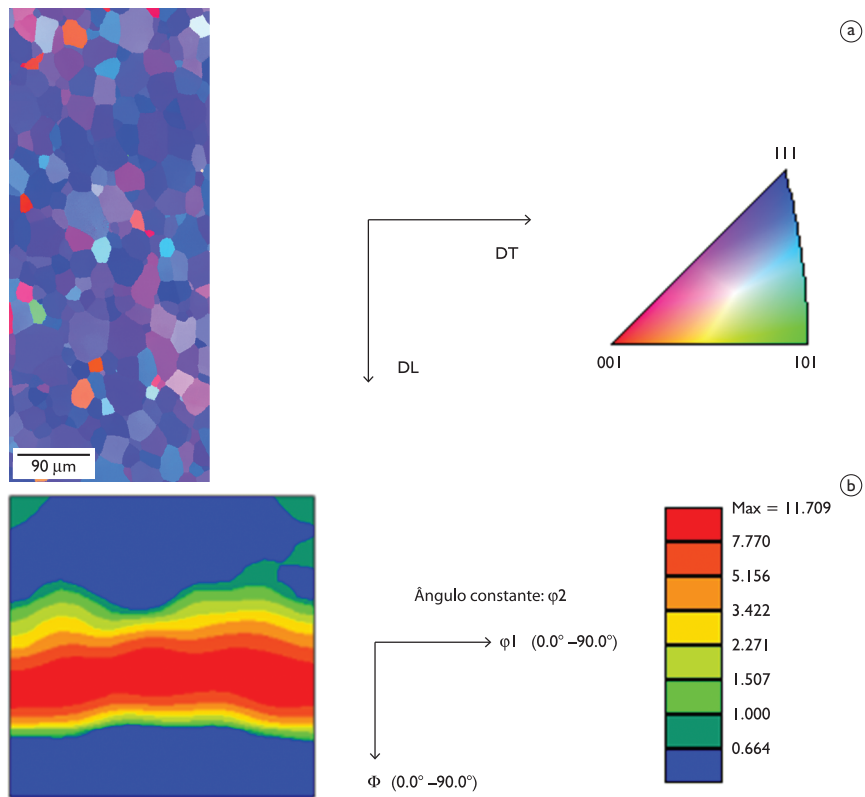 a
111
DT
DL
001 101
90 μm
b
Max = 11.709
7.770
5.156
3.422
2.271
1.507
1.000
0.664
Ângulo constante: φ2
φ1 (0.0° –90.0°)
Φ (0.0° –90.0°)